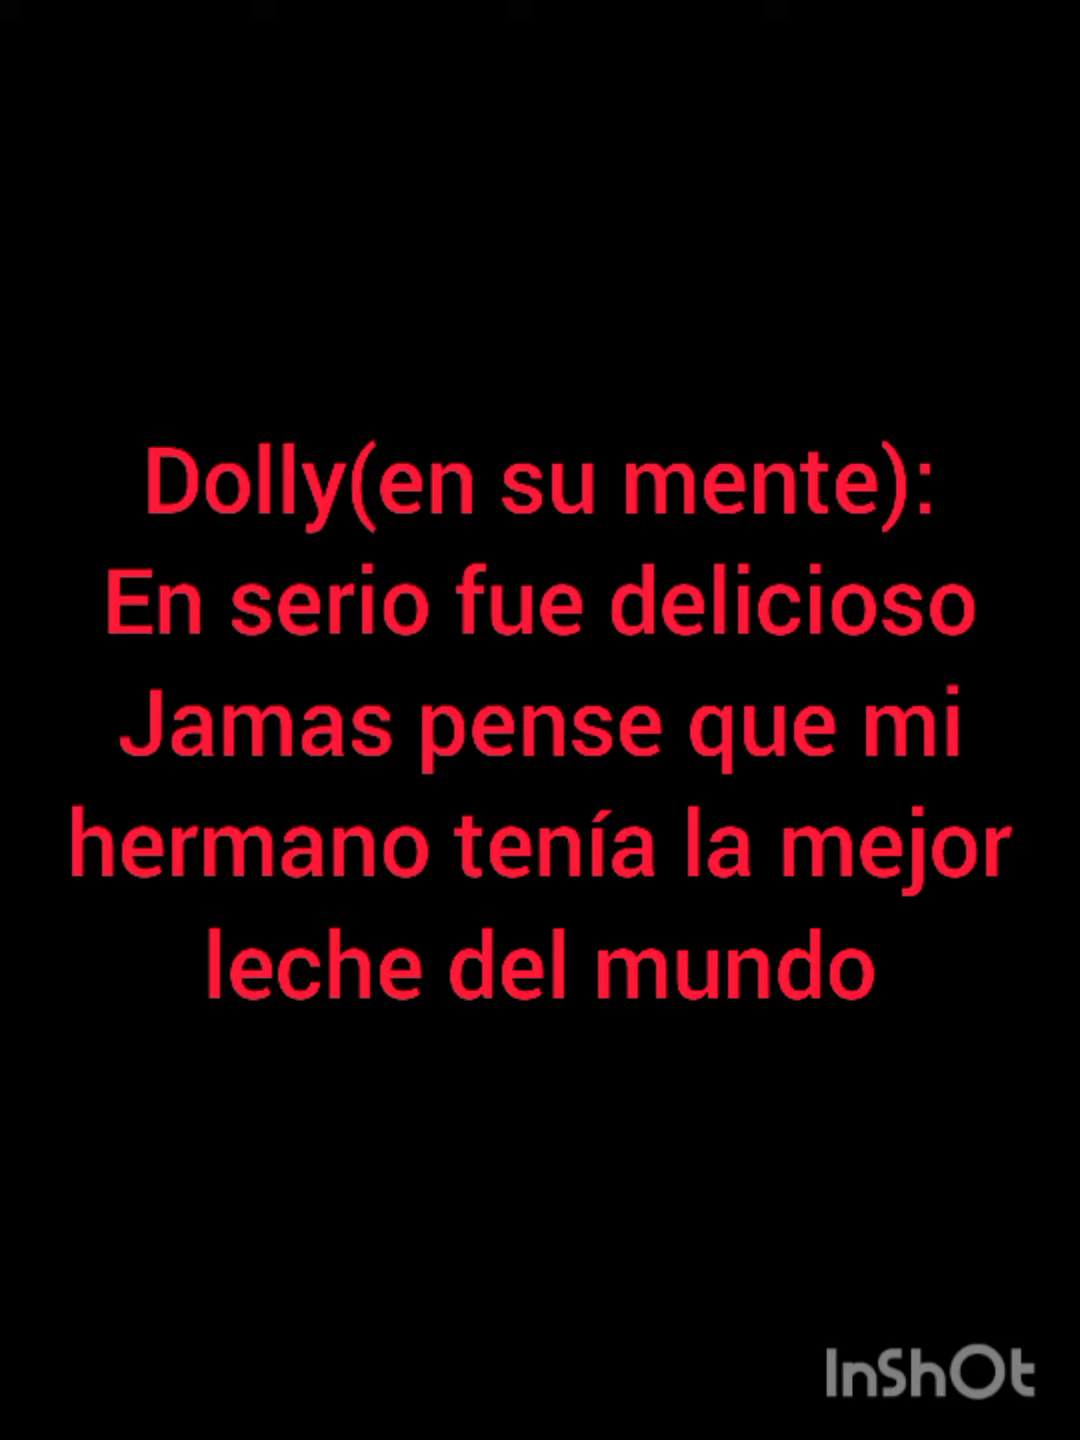 Dolly(en su mente):
En serio fue delicioso
Jamas pense que mi
hermano tenía la mejor
leche del mundo
InShOt